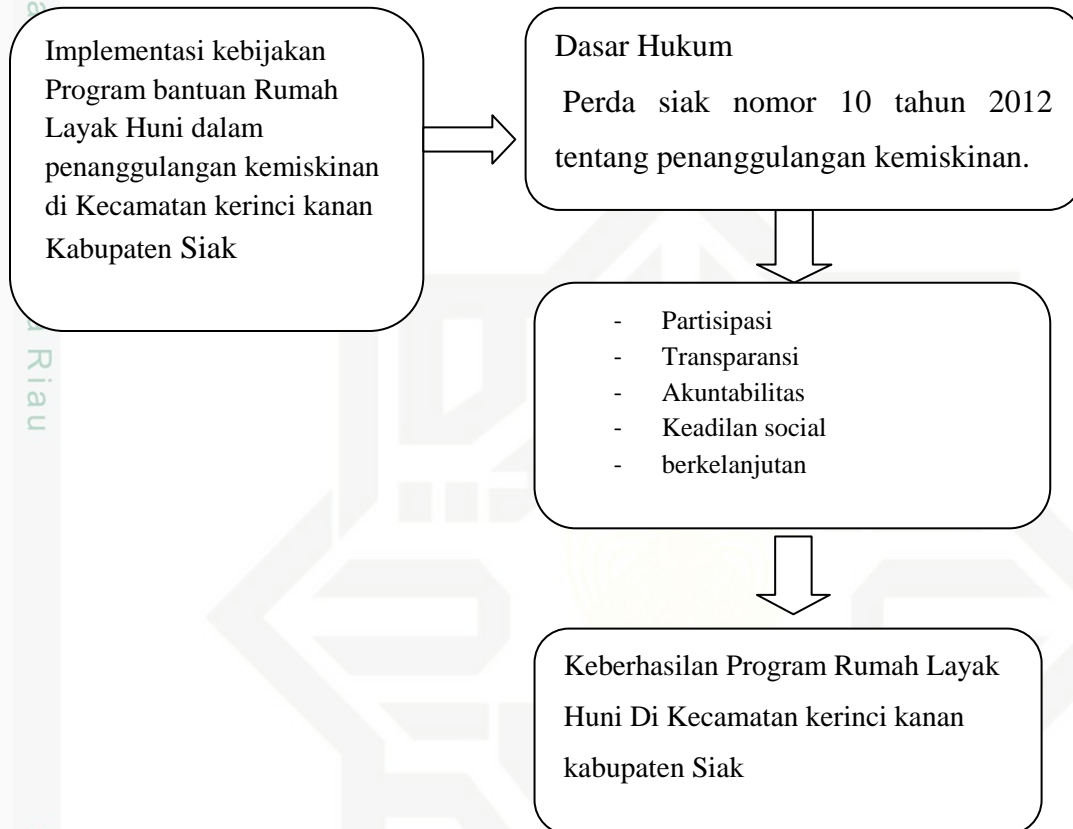 Implementasi kebijakan
Program bantuan Rumah
Layak Huni dalam
penanggulangan kemiskinan
di Kecamatan kerinci kanan
Kabupaten Siak
Dasar Hukum
Perda siak nomor 10 tahun 2012
tentang penanggulangan kemiskinan.
- Partisipasi
- Transparansi
- Akuntabilitas
- Keadilan social
- berkelanjutan
Keberhasilan Program Rumah Layak
Huni Di Kecamatan kerinci kanan
kabupaten Siak
Riau